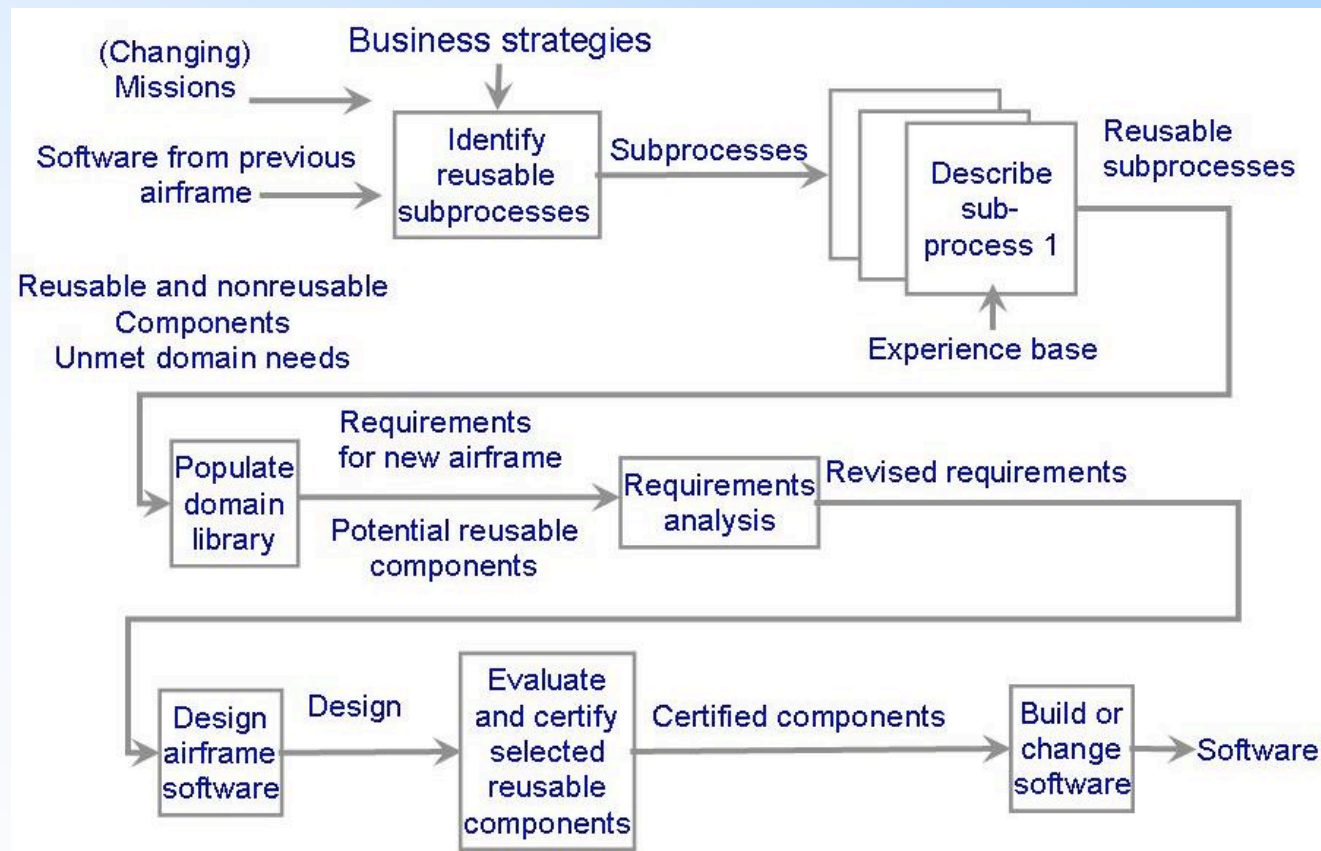 (Changing)
Missions
Business strategies
Software from previous
airframe
Identify
reusable
subprocesses
Subprocesses
Describe
sub-
process 1
Reusable
subprocesses
Experience base
Reusable and nonreusable
Components
Unmet domain needs
Populate
domain
library
Requirements
for new airframe
Potential reusable
components
Requirements
analysis
Revised requirements
Design
airframe
software
Design
Evaluate
and certify
selected
reusable
components
Certified components
Build or
change
software
Software